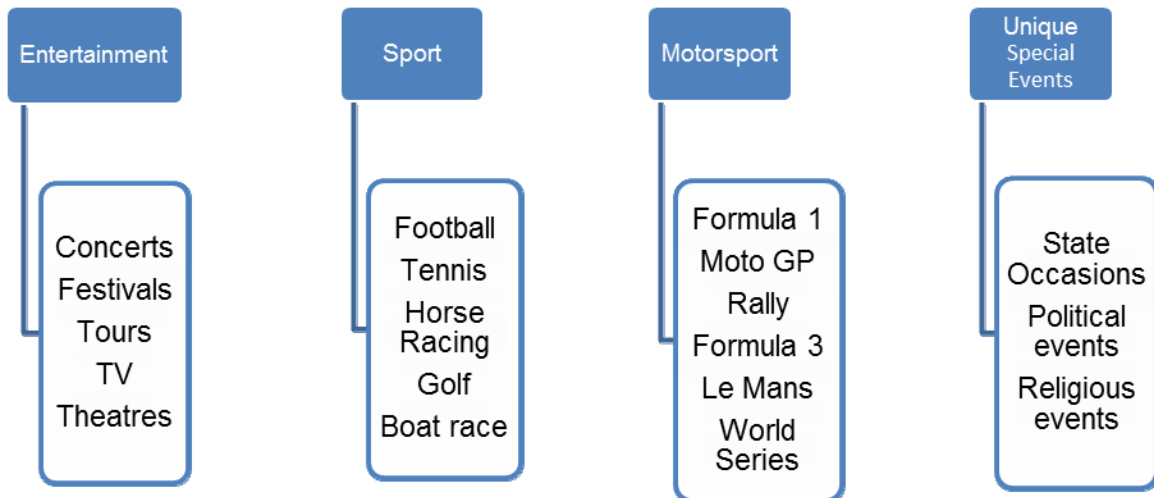 Entertainment
Concerts
Festivals
Tours
TV
Theatres
Sport
Football
Tennis
Horse
Racing
Golf
Boat race
Motorsport
Formula 1
Moto GP
Rally
Formula 3
Le Mans
World
Series
Unique
Special
Events
State
Occasions
Political
events
Religious
events